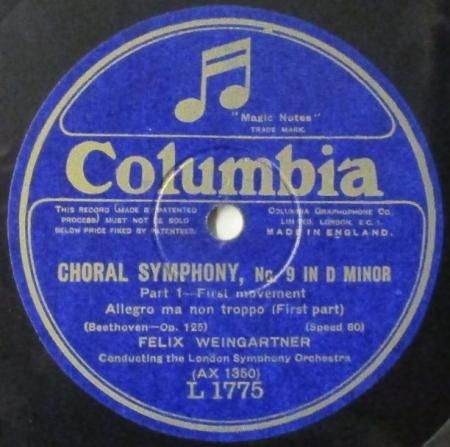 "Magic Notes"
TRADE MARK.
Columbia
THIS RECORD (MADE BY PATENTED
PROCESS) MUST NOT BE SOLD
BELOW PRICE FIXED BY PATENTEES.
COLUMBIA GRAPHOPHONE CO.
LIMITED, LONDON, E.C.1.
MADE IN ENGLAND.
CHORAL SYMPHONY, No. 9 IN D MINOR
Part 1—First movement
Allegro ma non troppo (First part)
(Beethoven—Op. 125) (Speed 80)
FELIX WEINGARTNER
Conducting the London Symphony Orchestra
(AX 1350)
L 1775